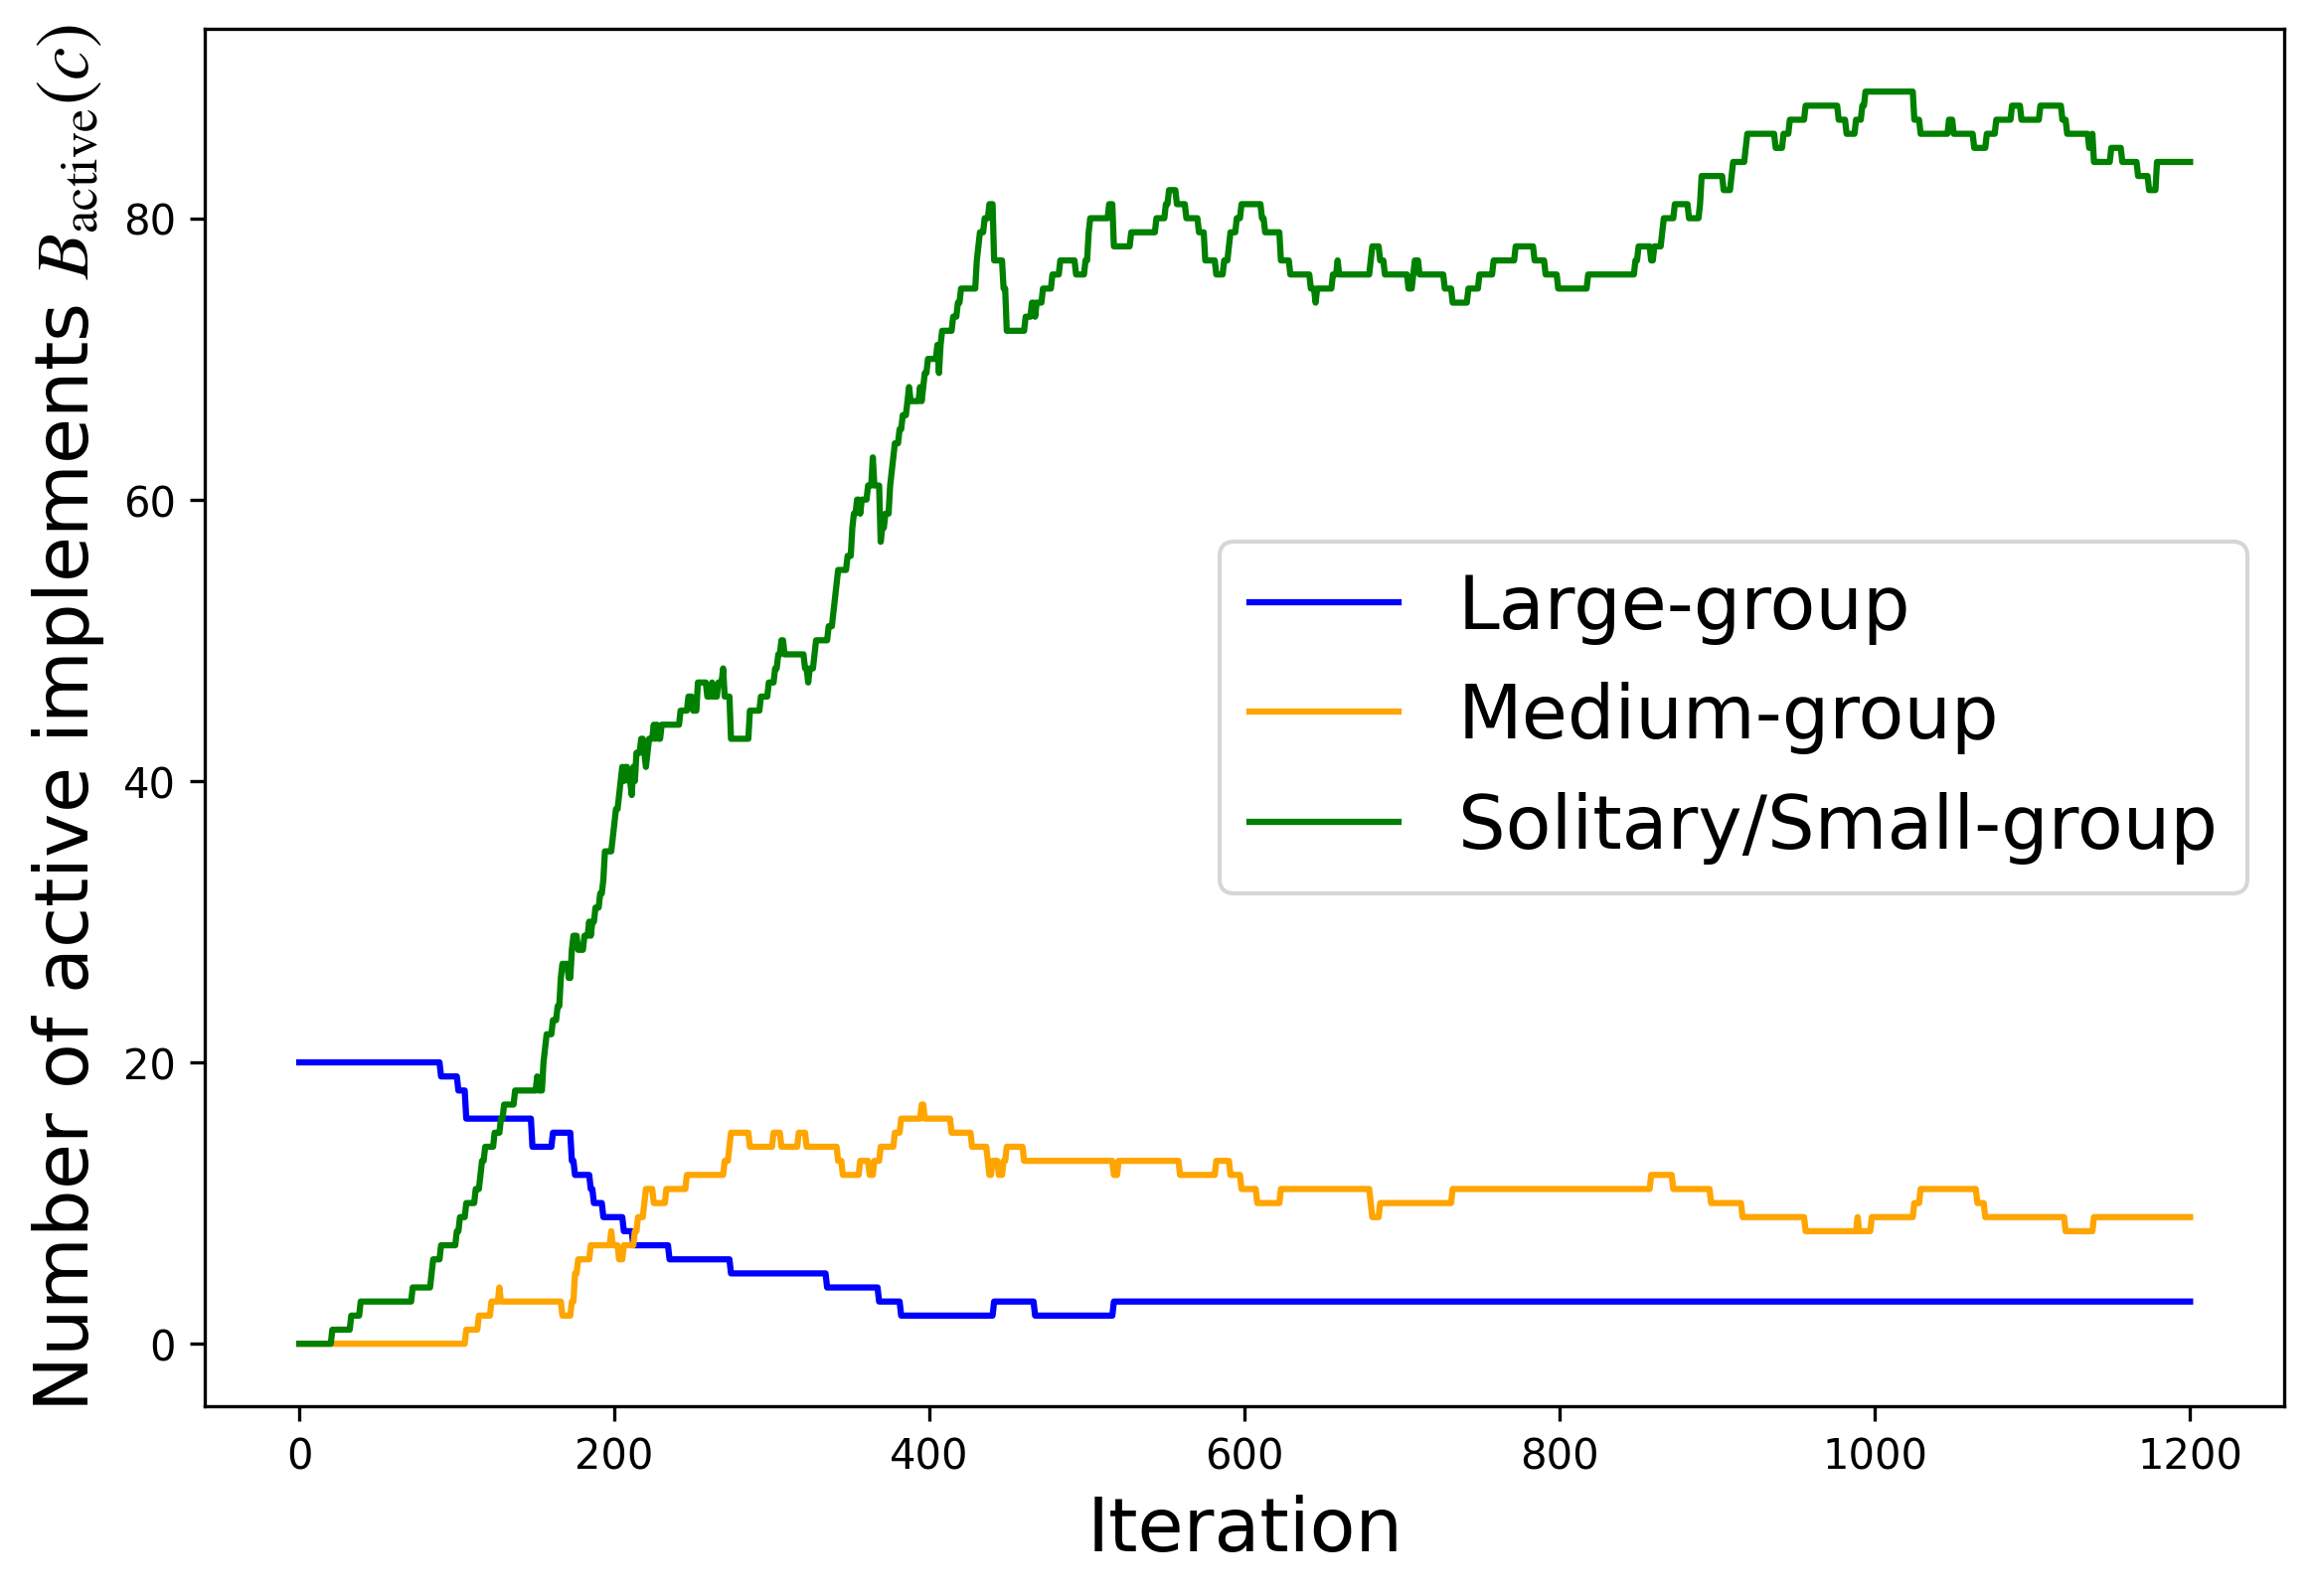 Number of active implements B_active(c)
80
60
40
20
0
Large-group
Medium-group
Solitary/Small-group
0 200 400 600 800 1000 1200
Iteration